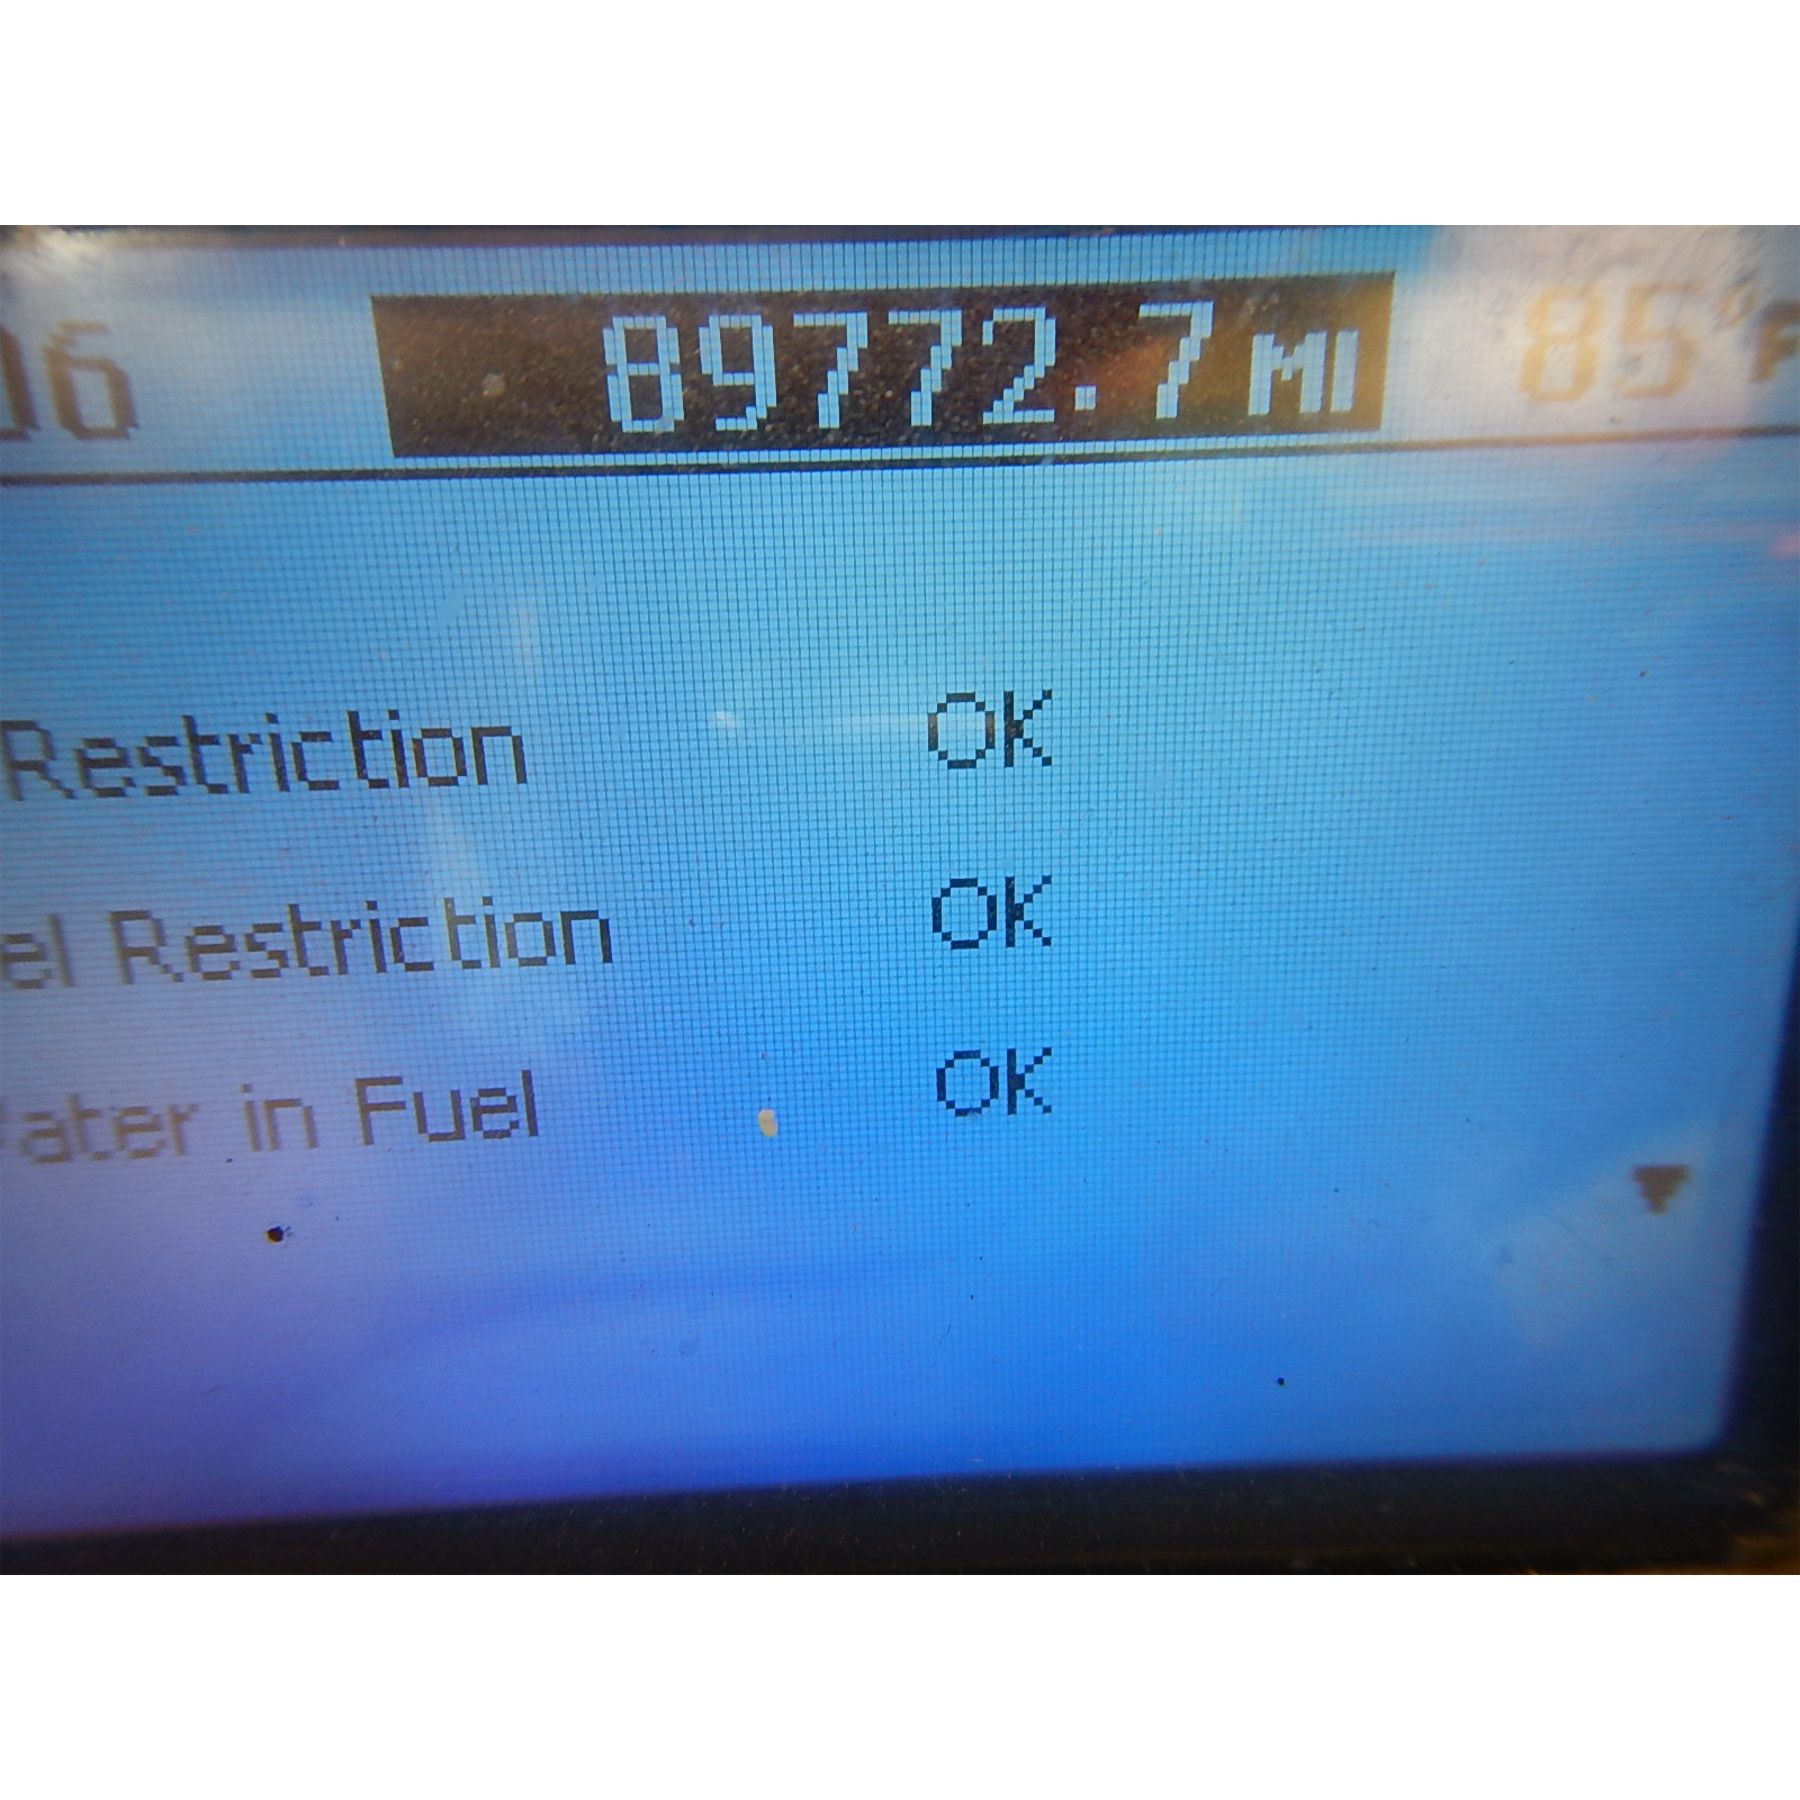 06 89772.7 MI 85°F
Restriction OK
el Restriction OK
ater in Fuel OK